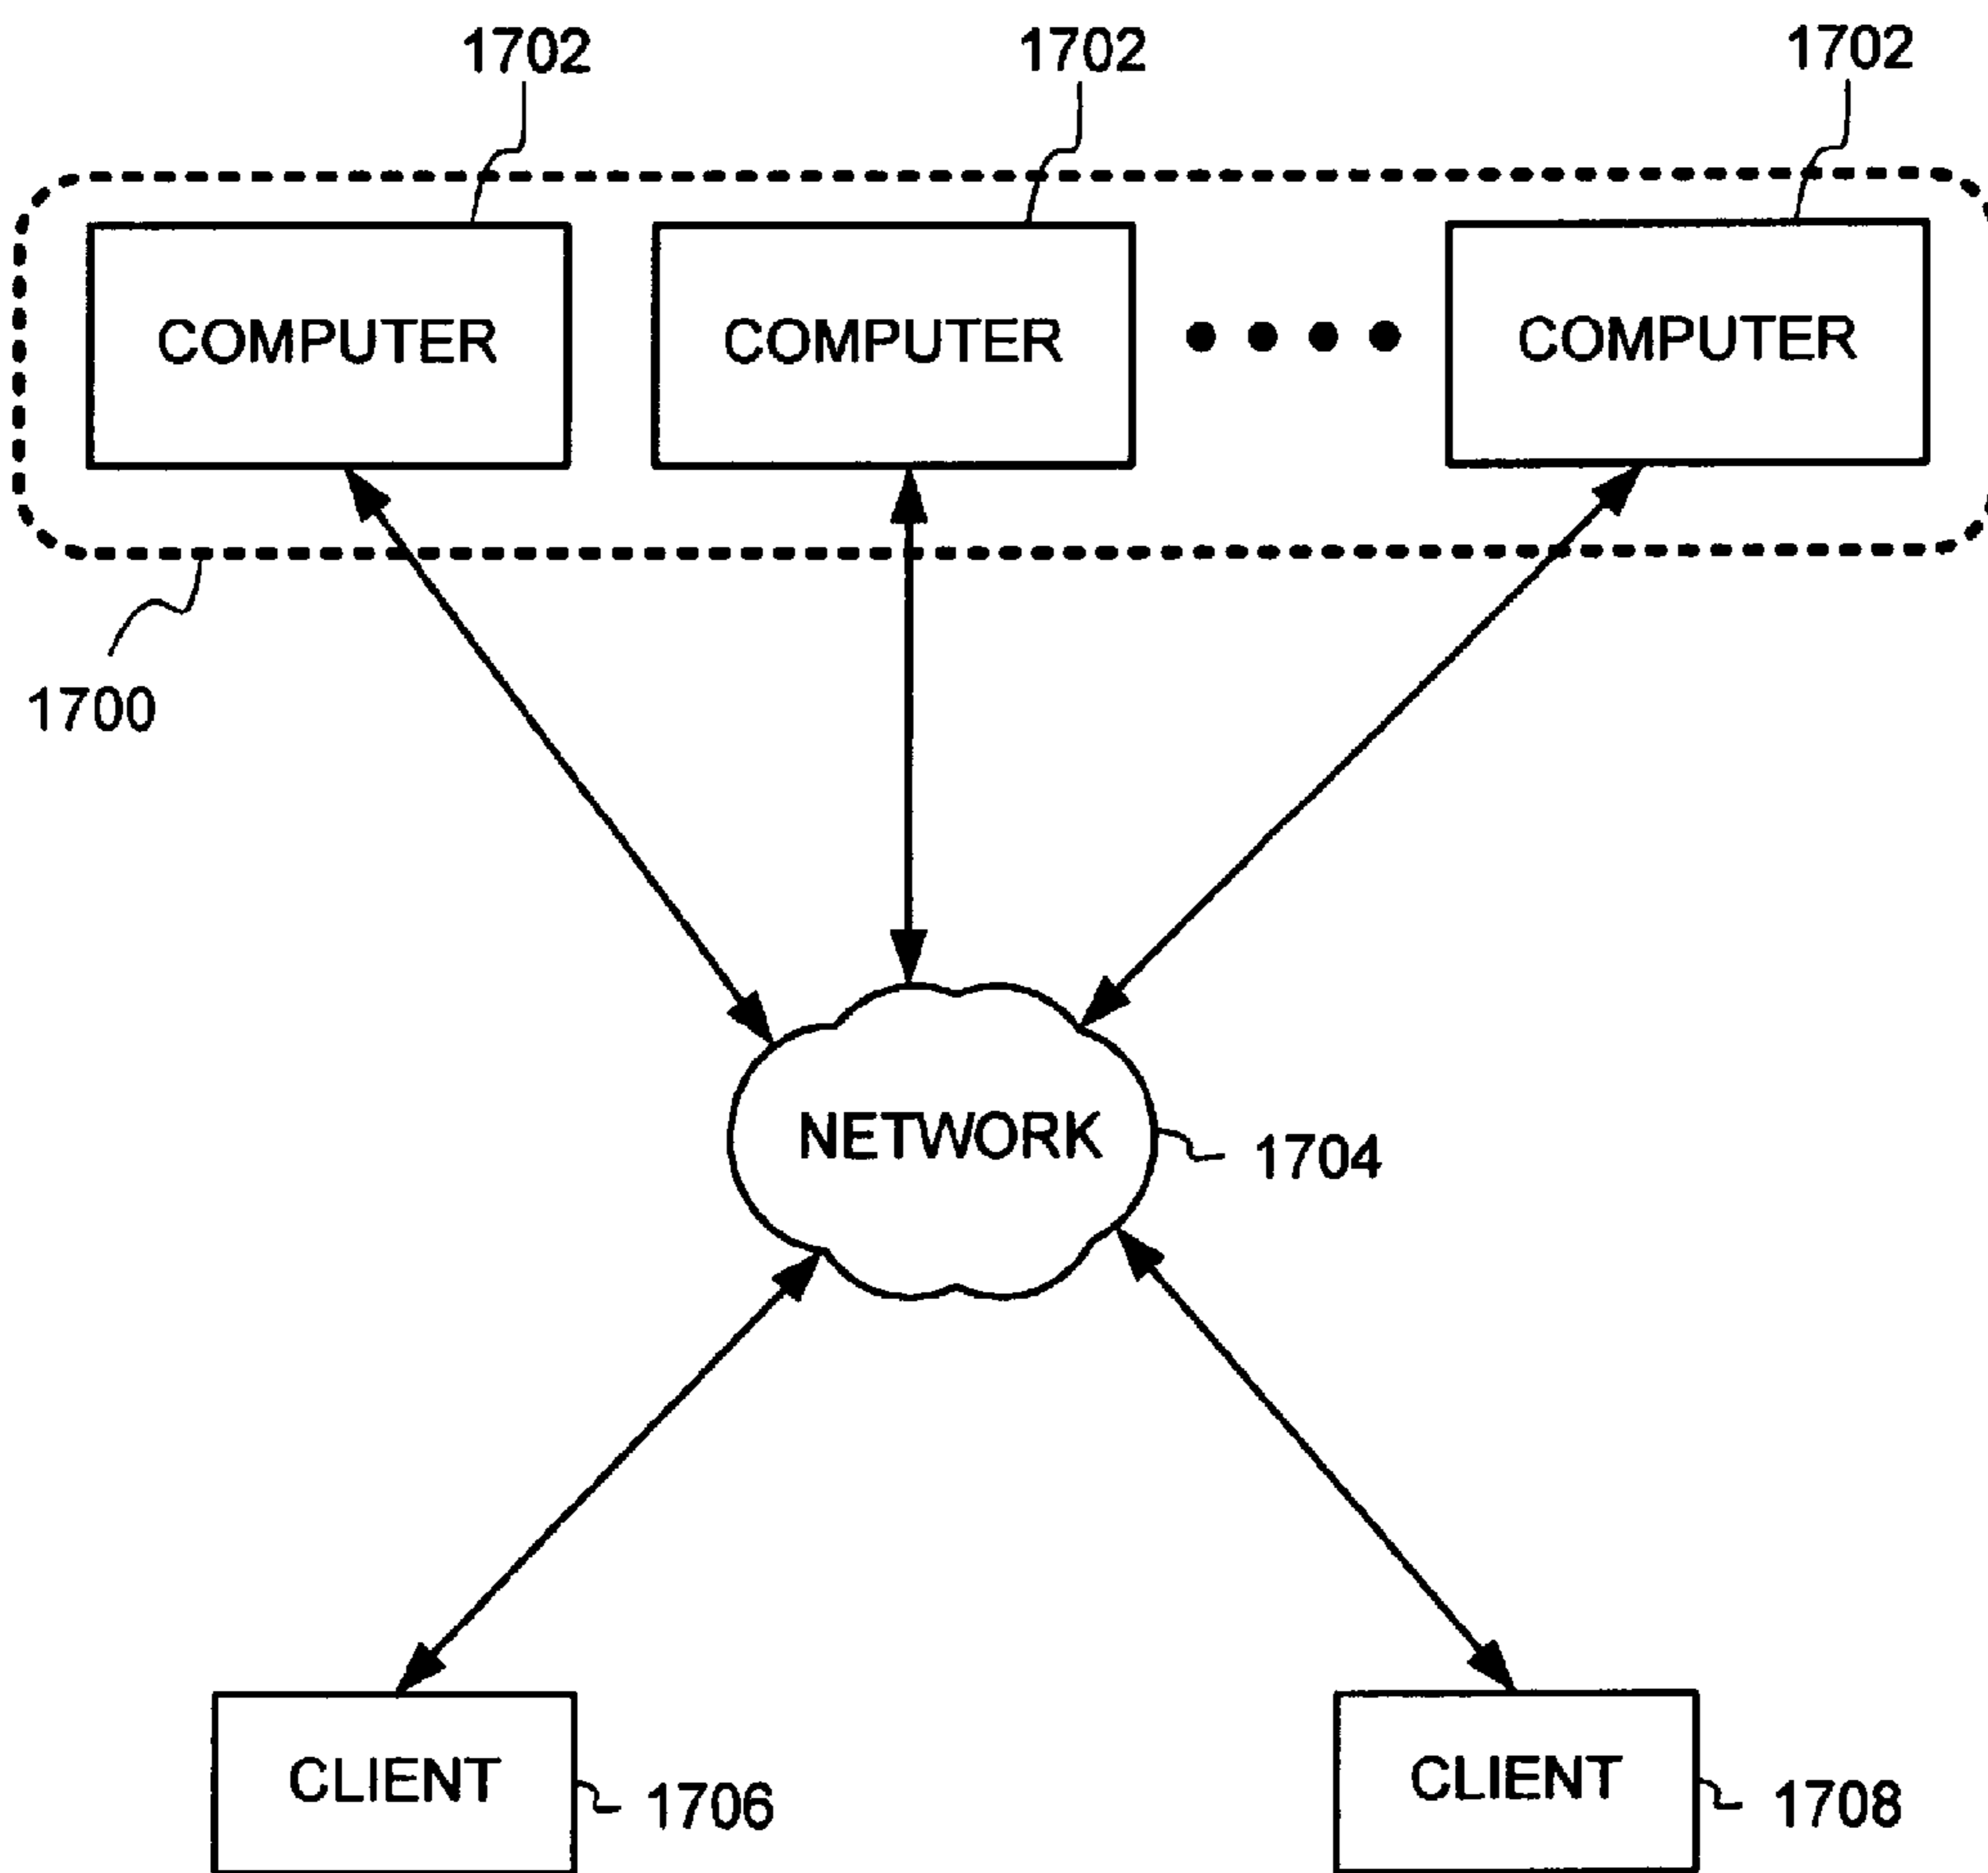 1702
1702
1702
COMPUTER
COMPUTER
COMPUTER
1700
NETWORK
1704
CLIENT
1706
CLIENT
1708